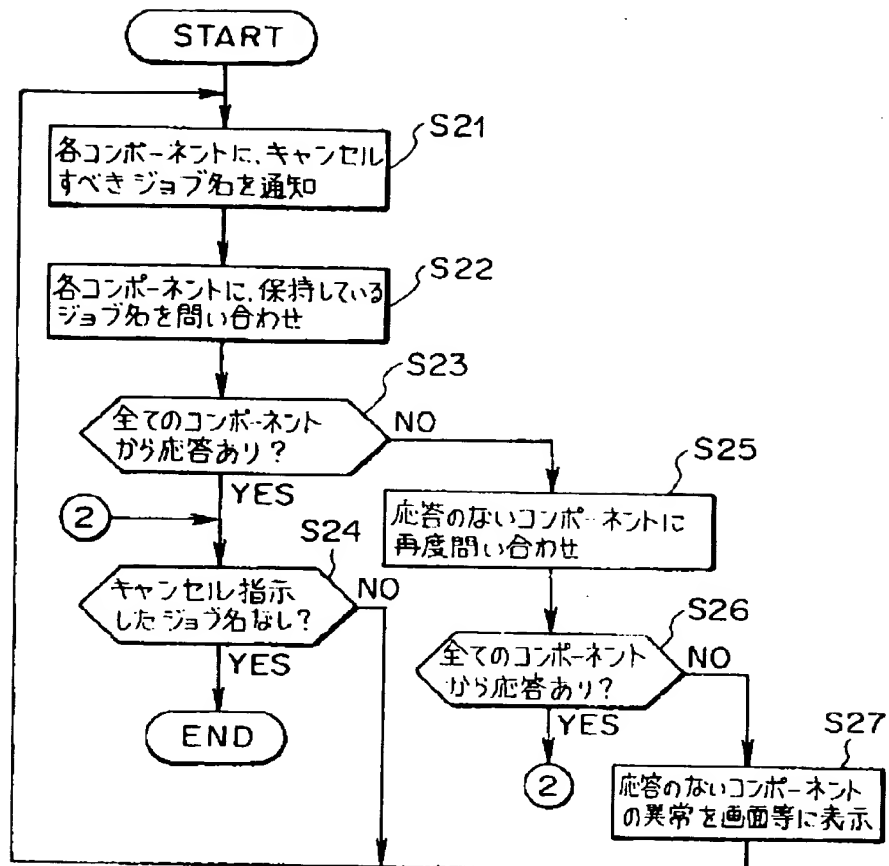 START
S21
各コンポーネントに、キャンセル
すべきジョブ名を通知
S22
各コンポーネントに、保持している
ジョブ名を問い合わせ
S23
全てのコンポーネント
から応答あり?
NO
YES
2
S24
キャンセル指示
したジョブ名なし?
NO
YES
END
S25
応答のないコンポーネントに
再度問い合わせ
S26
全てのコンポーネント
から応答あり?
NO
YES
2
S27
応答のないコンポーネント
の異常を画面等に表示